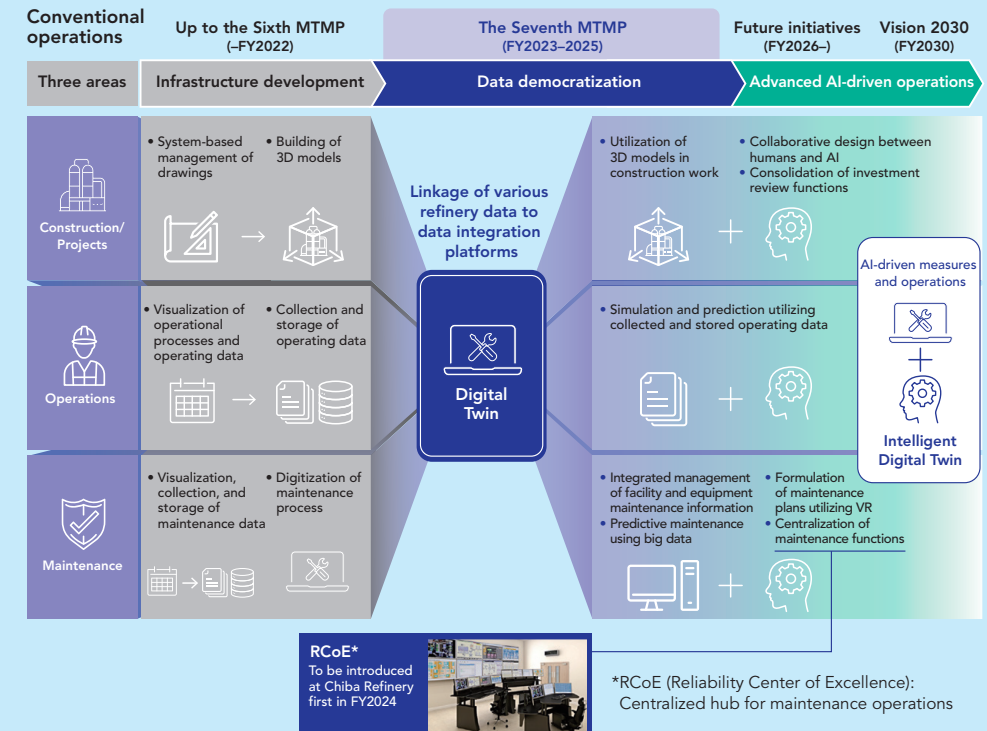 Conventional
operations
Up to the Sixth MTMP
(–FY2022)
The Seventh MTMP
(FY2023–2025)
Future initiatives
(FY2026–)
Vision 2030
(FY2030)
Three areas
Infrastructure development
Data democratization
Advanced AI-driven operations
Construction/
Projects
• System-based
management of
drawings
• Building of
3D models
Linkage of various
refinery data to
data integration
platforms
• Utilization of
3D models in
construction work
• Collaborative design between
humans and AI
• Consolidation of investment
review functions
Operations
• Visualization of
operational
processes and
operating data
• Collection and
storage of
operating data
Digital
Twin
• Simulation and prediction utilizing
collected and stored operating data
AI-driven measures
and operations
Intelligent
Digital Twin
Maintenance
• Visualization,
collection, and
storage of
maintenance data
• Digitization of
maintenance
process
• Integrated management
of facility and equipment
maintenance information
• Predictive maintenance
using big data
• Formulation
of maintenance
plans utilizing VR
• Centralization of
maintenance functions
RCoE*
To be introduced
at Chiba Refinery
first in FY2024
*RCoE (Reliability Center of Excellence):
Centralized hub for maintenance operations